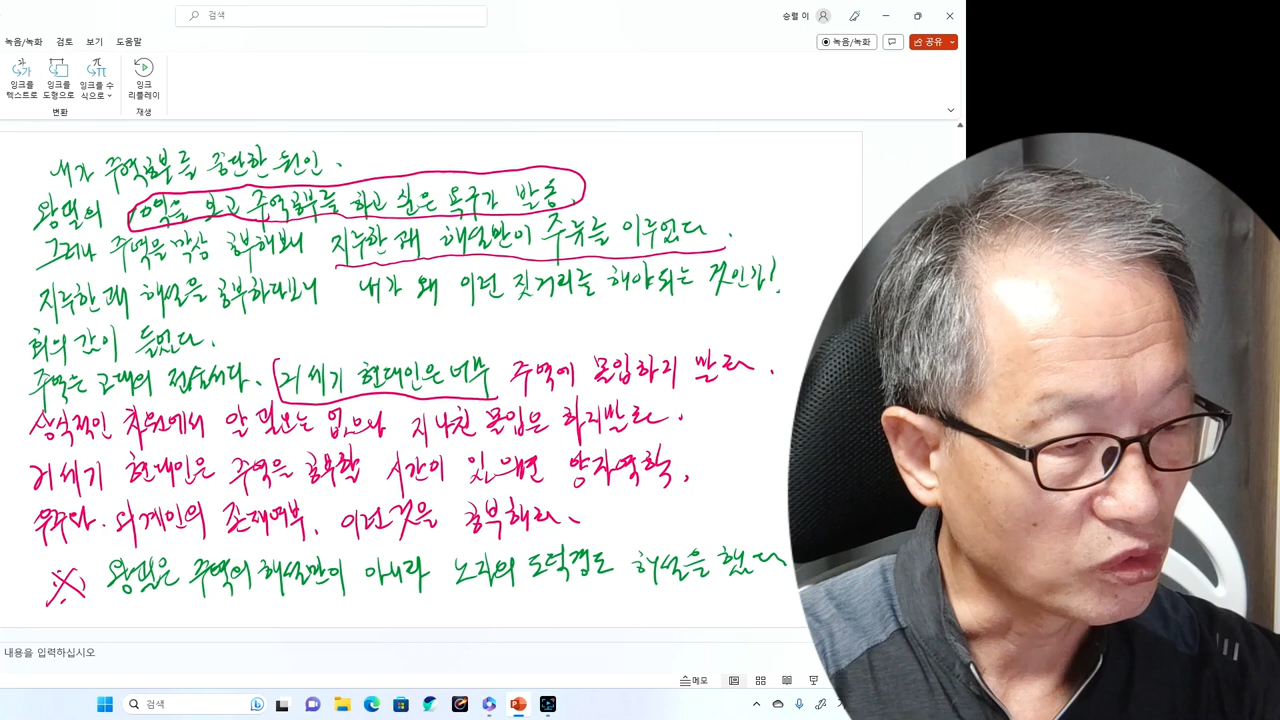 검색
승렬 이
녹음/녹화 검토 보기 도움말
녹음/녹화 공유
잉크를 텍스트로 잉크를 도형으로 잉크를 수식으로 잉크 리플레이
변환 재생
내가 주역공부를 중단한 원인.
왕필의 주역을 보고 주역공부를 하고 싶은 욕구가 발동.
그러나 주역을 막상 공부해보니 지루한 괘 해설만이 주류를 이루었다.
지루한 괘 해설을 공부하다보니 내가 왜 이런 짓거리를 해야되는 것인가!
회의감이 들었다.
주역은 고대의 점술서다. 21세기 현대인은 너무 주역에 몰입하지 말라.
상식적인 차원에서 알 필요는 있으나 지나친 몰입은 하지말라.
21세기 현대인은 주역을 공부할 시간이 있으면 양자역학,
우주와 외계인의 존재여부, 이런것을 공부해라.
※ 왕필은 주역의 해설만이 아니라 노자의 도덕경도 해설을 했다
내용을 입력하십시오
메모
검색